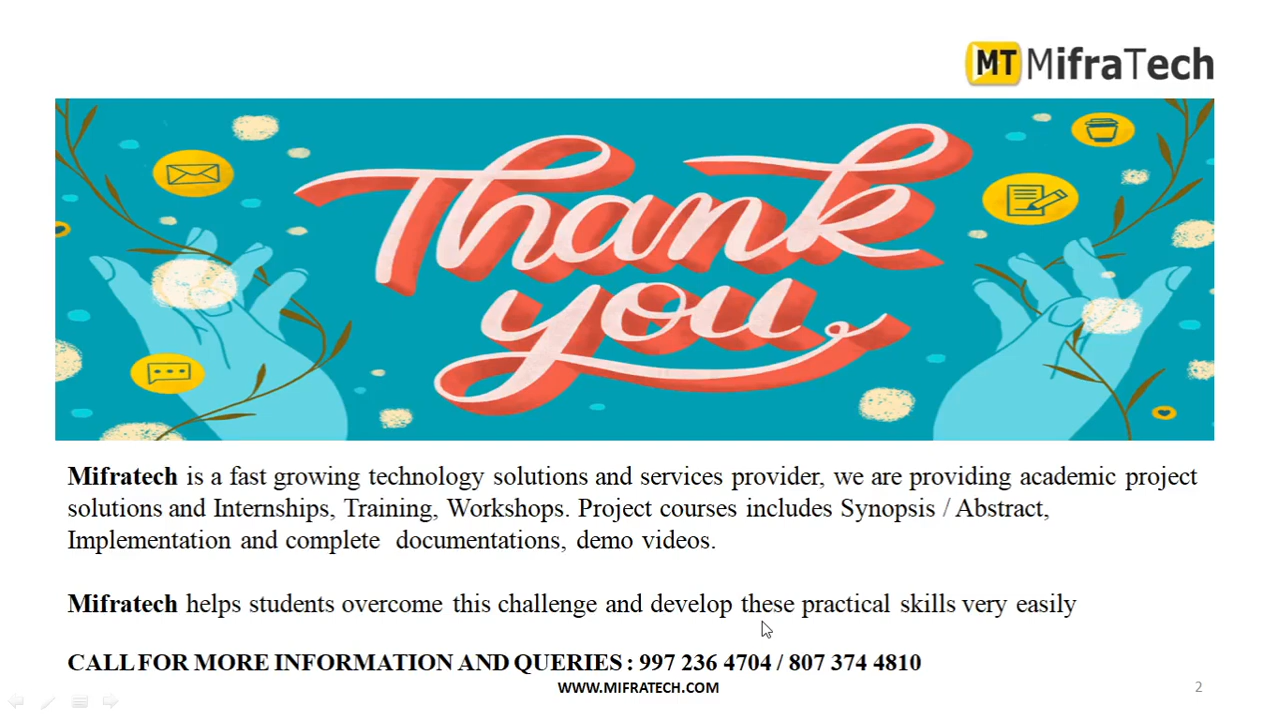 MT MifraTech
Thank
you
Mifratech is a fast growing technology solutions and services provider, we are providing academic project
solutions and Internships, Training, Workshops. Project courses includes Synopsis / Abstract,
Implementation and complete documentations, demo videos.
Mifratech helps students overcome this challenge and develop these practical skills very easily
CALL FOR MORE INFORMATION AND QUERIES : 997 236 4704 / 807 374 4810
WWW.MIFRATECH.COM
2